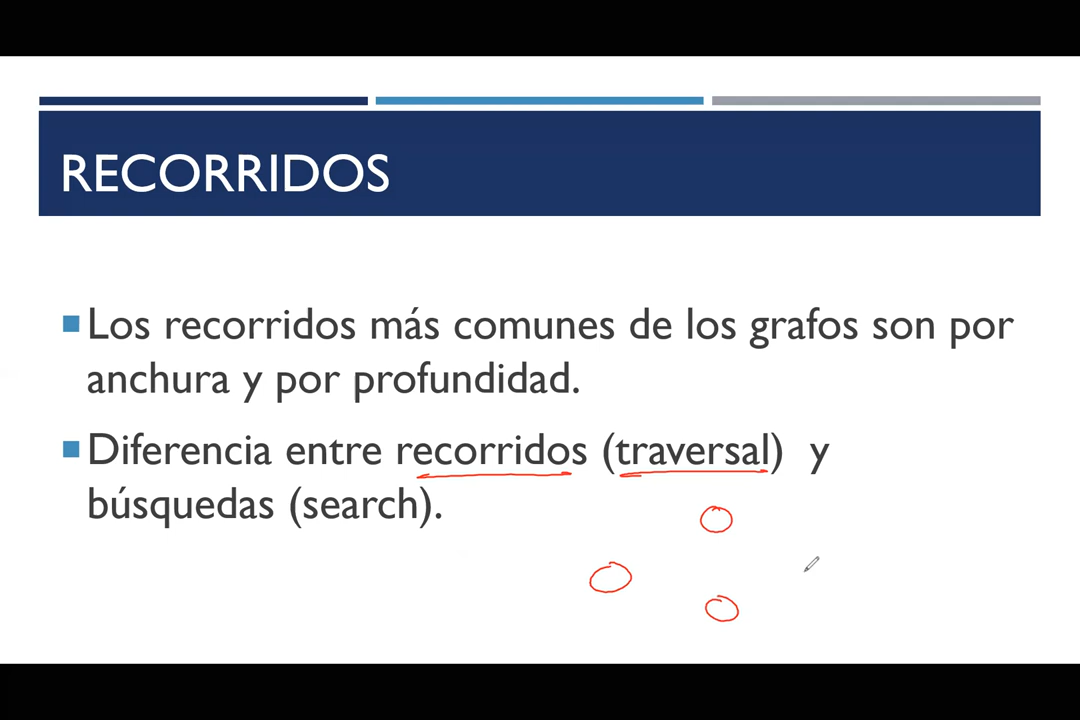 RECORRIDOS
Los recorridos más comunes de los grafos son por
anchura y por profundidad.
Diferencia entre recorridos (traversal) y
búsquedas (search).